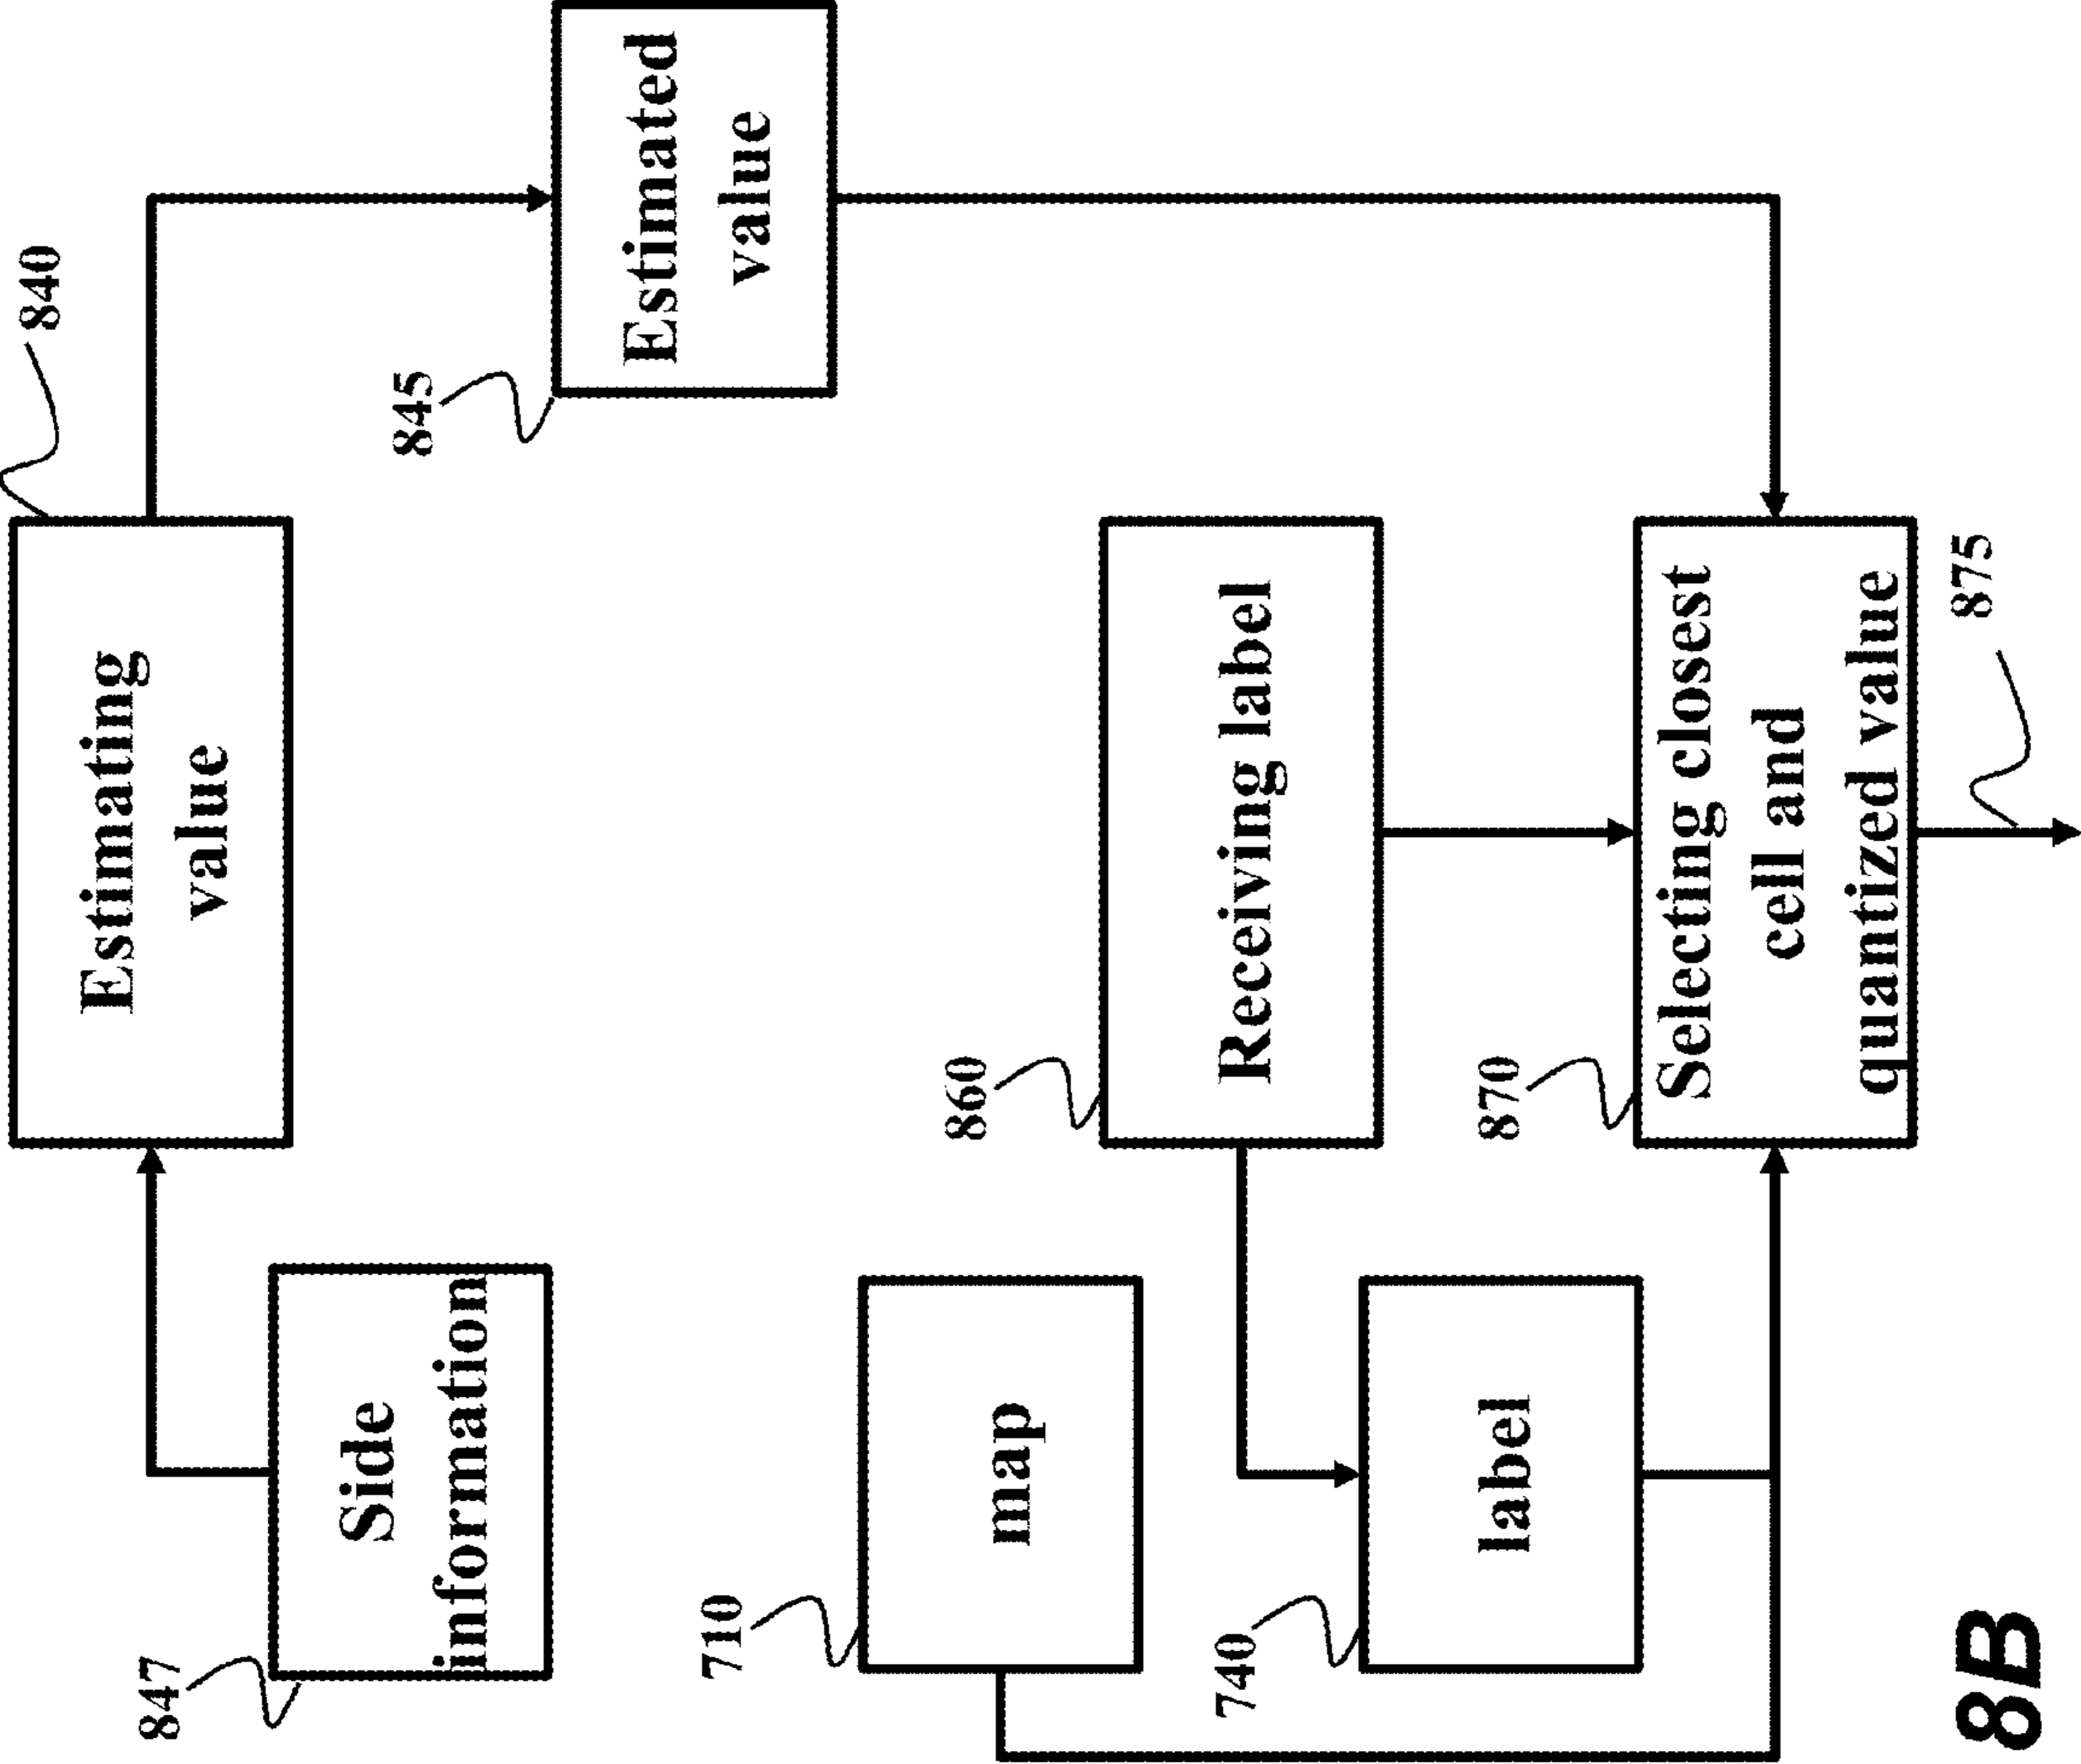 840
Estimating
value
847
Side
information
845
Estimated
value
710
map
860
Receiving label
740
label
870
Selecting closest
cell and
quantized value
875
8B